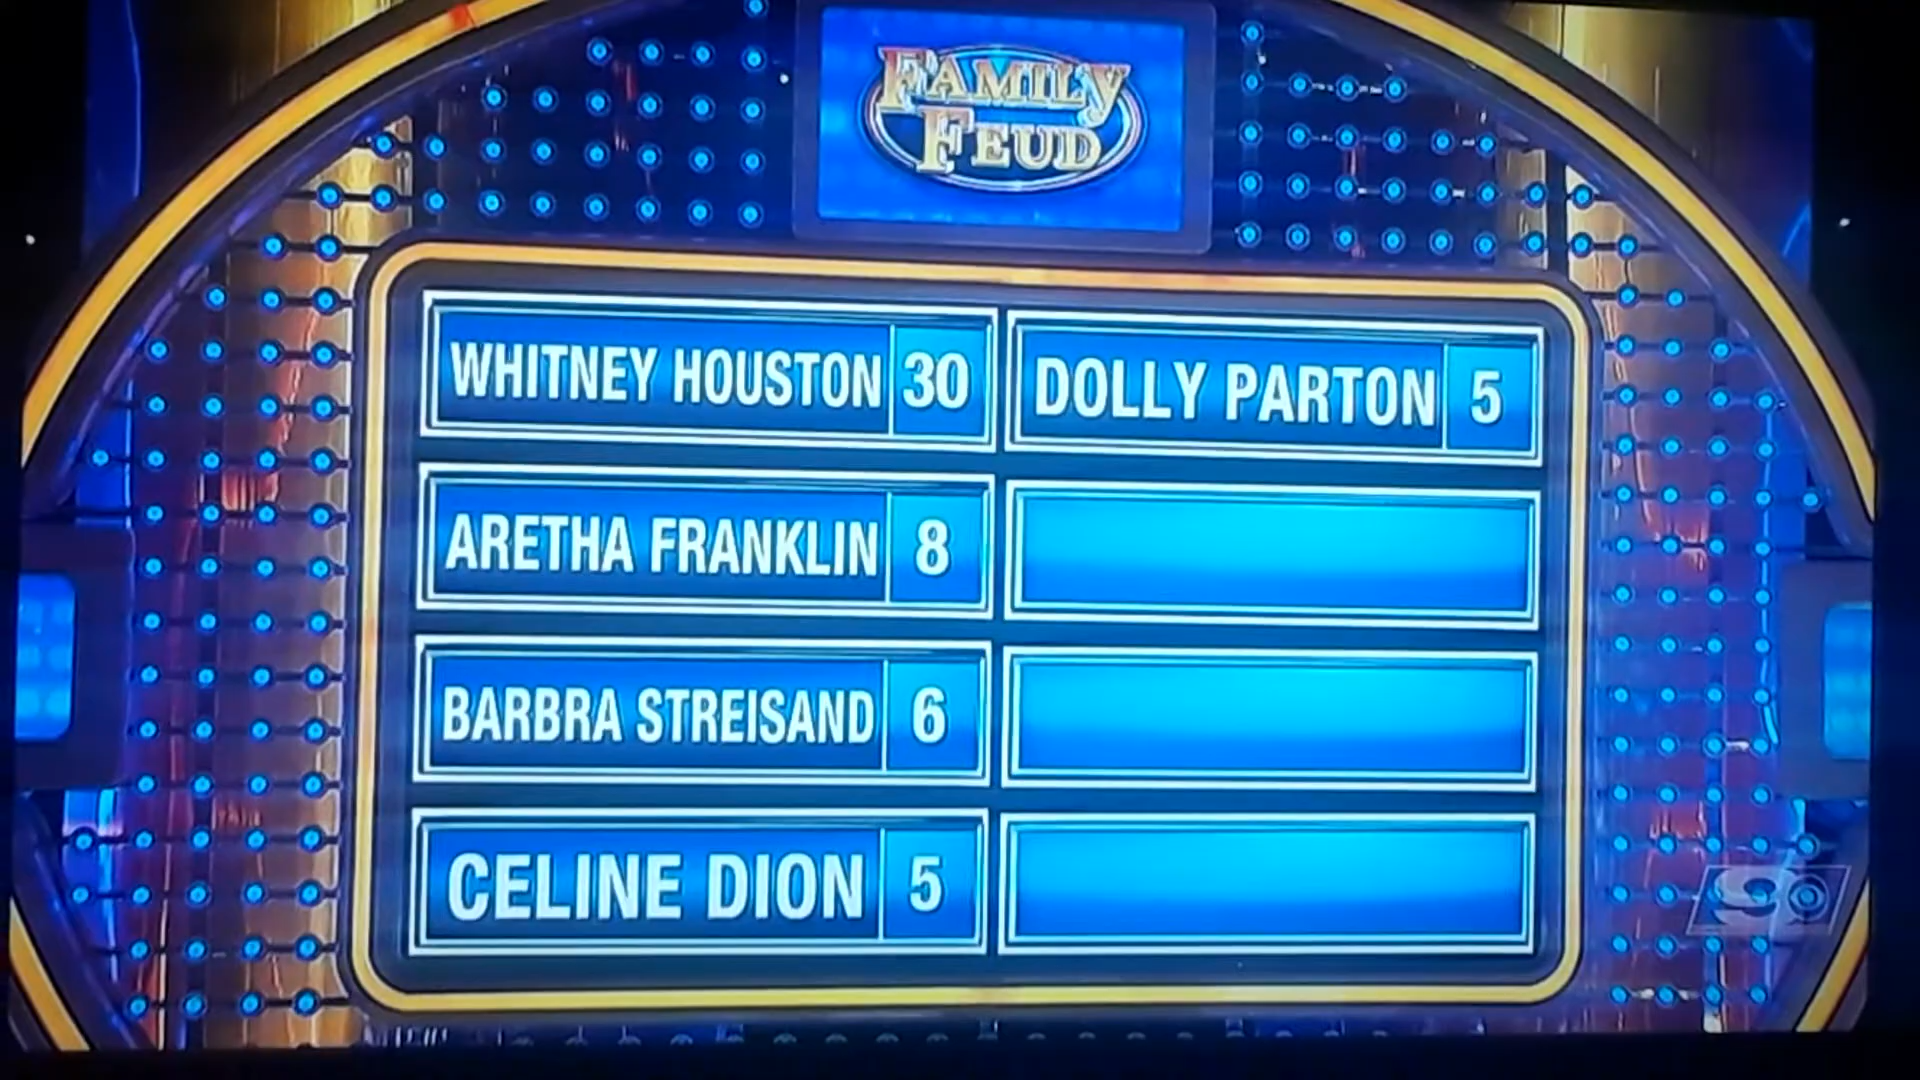 FAMILY
FEUD
WHITNEY HOUSTON 30
ARETHA FRANKLIN 8
BARBRA STREISAND 6
CELINE DION 5
DOLLY PARTON 5